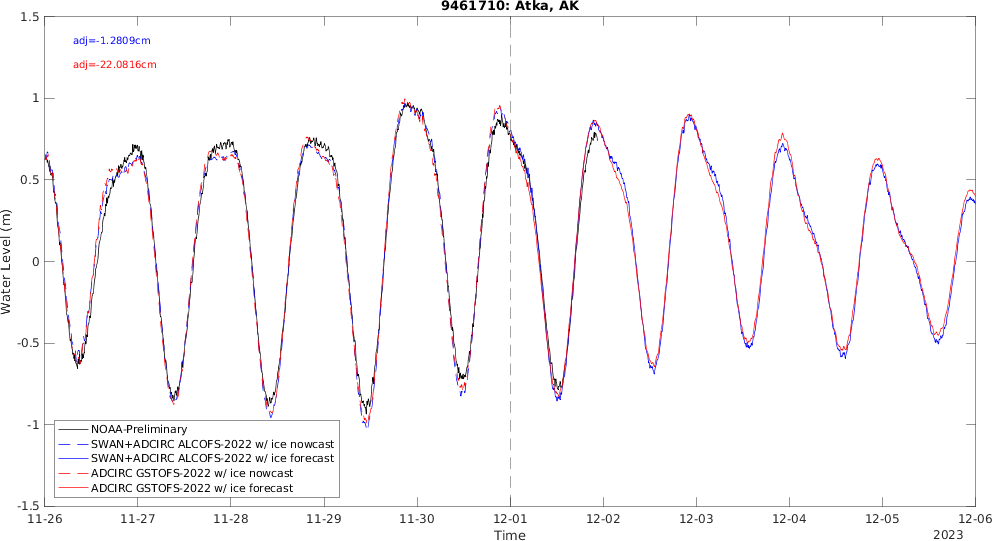 9461710: Atka, AK
1.5
adj=-1.2809cm
adj=-22.0816cm
1
0.5
0
-0.5
-1
-1.5
Water Level (m)
NOAA-Preliminary
SWAN+ADCIRC ALCOFS-2022 w/ ice nowcast
SWAN+ADCIRC ALCOFS-2022 w/ ice forecast
ADCIRC GSTOFS-2022 w/ ice nowcast
ADCIRC GSTOFS-2022 w/ ice forecast
11-26 11-27 11-28 11-29 11-30 12-01 12-02 12-03 12-04 12-05 12-06
Time
2023